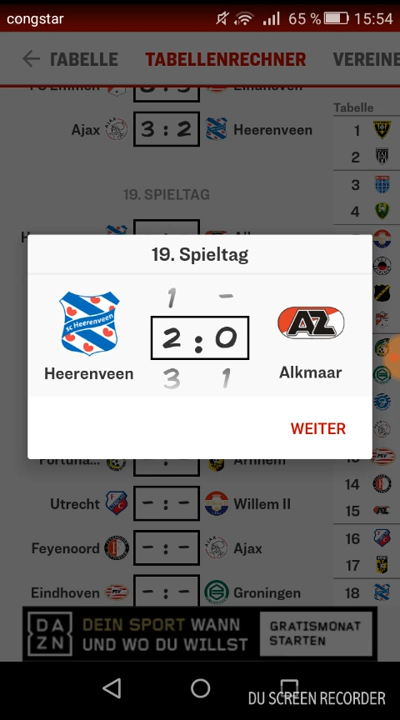 congstar 65 % 15:54
TABELLE TABELLENRECHNER VEREINE
Eindhoven
Ajax 3:2 Heerenveen
Tabelle
1
2
3
4
19. SPIELTAG
19. Spieltag
1 -
2:0
3 1
SC Heerenveen
AZ
Heerenveen Alkmaar
WEITER
Fortuna... -:- Arnhem
Utrecht -:- Willem II
Feyenoord -:- Ajax
Eindhoven -:- Groningen
14
15
16
17
18
DAZN
DEIN SPORT WANN
UND WO DU WILLST
GRATISMONAT
STARTEN
DU SCREEN RECORDER